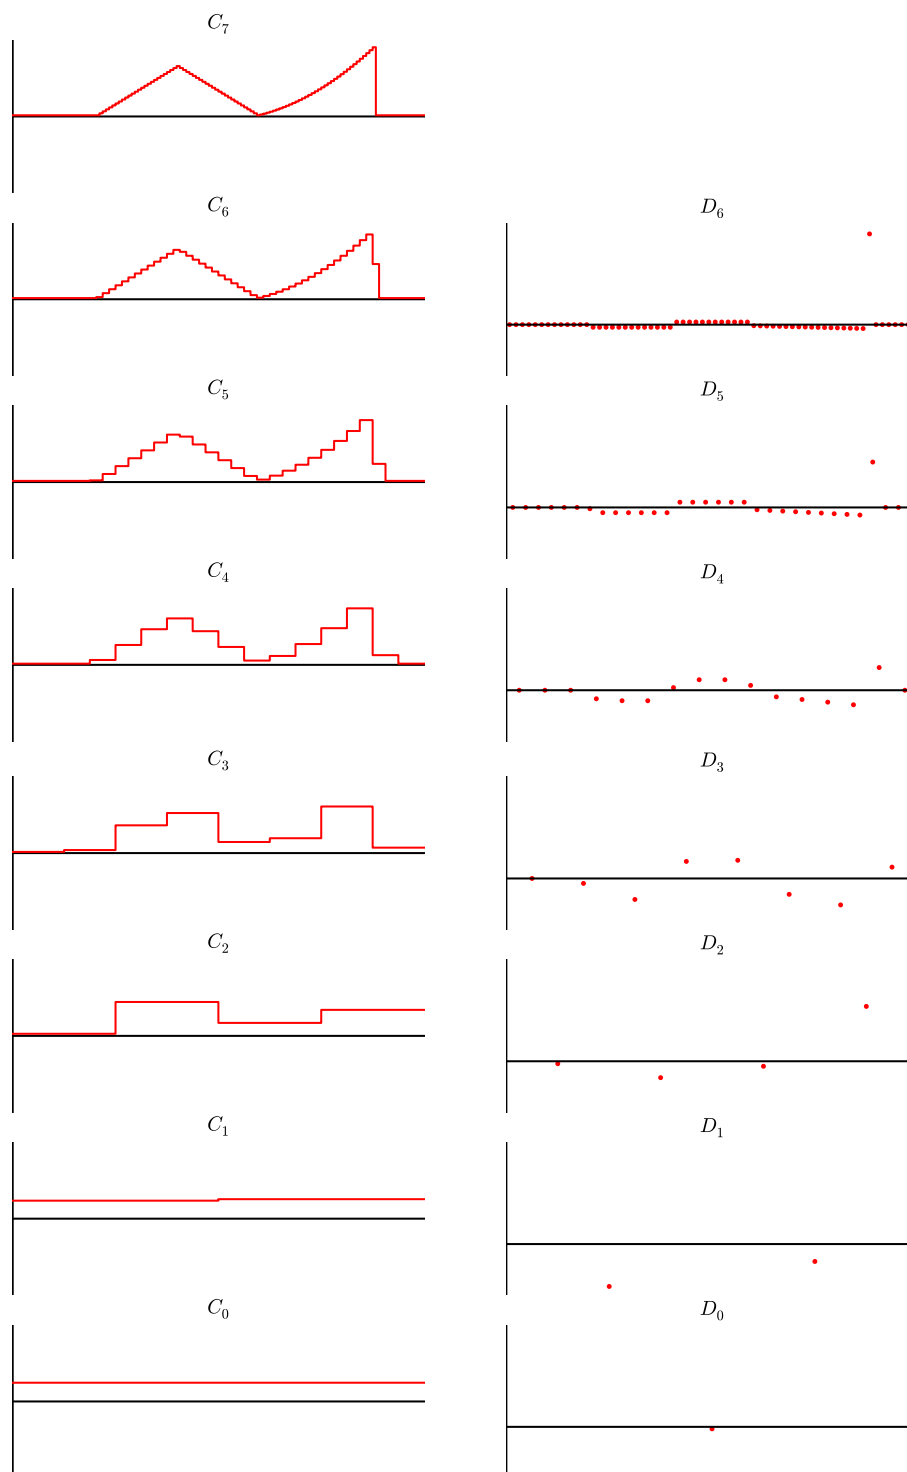 C₇
C₆ D₆
C₅ D₅
C₄ D₄
C₃ D₃
C₂ D₂
C₁ D₁
C₀ D₀